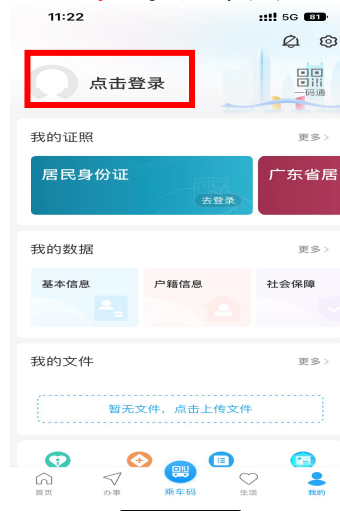 11:22 5G 81
点击登录
一码通
我的证照 更多>
居民身份证 广东省居
去登录
我的数据 更多>
基本信息 户籍信息 社会保障
我的文件 更多>
暂无文件，点击上传文件
首页 办事 乘车码 生活 我的